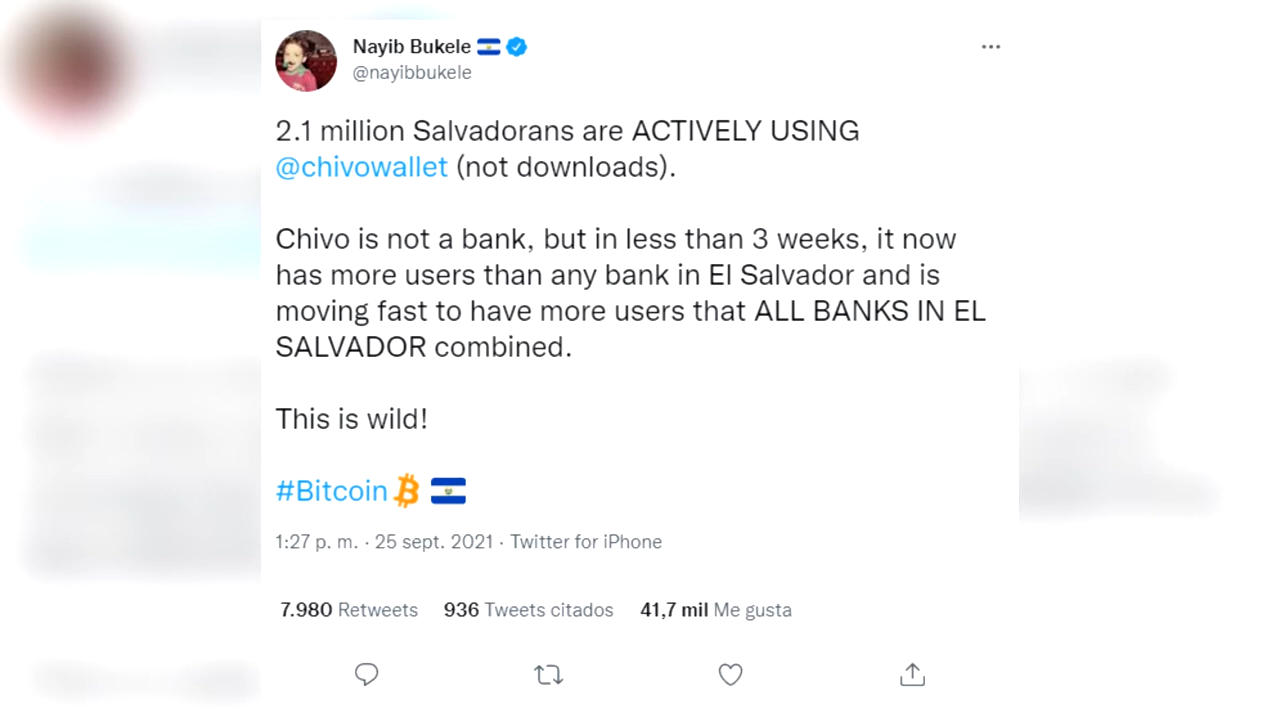 Nayib Bukele
@nayibbukele
2.1 million Salvadorans are ACTIVELY USING
@chivowallet (not downloads).
Chivo is not a bank, but in less than 3 weeks, it now
has more users than any bank in El Salvador and is
moving fast to have more users that ALL BANKS IN EL
SALVADOR combined.
This is wild!
#Bitcoin
1:27 p. m. · 25 sept. 2021 · Twitter for iPhone
7.980 Retweets 936 Tweets citados 41,7 mil Me gusta